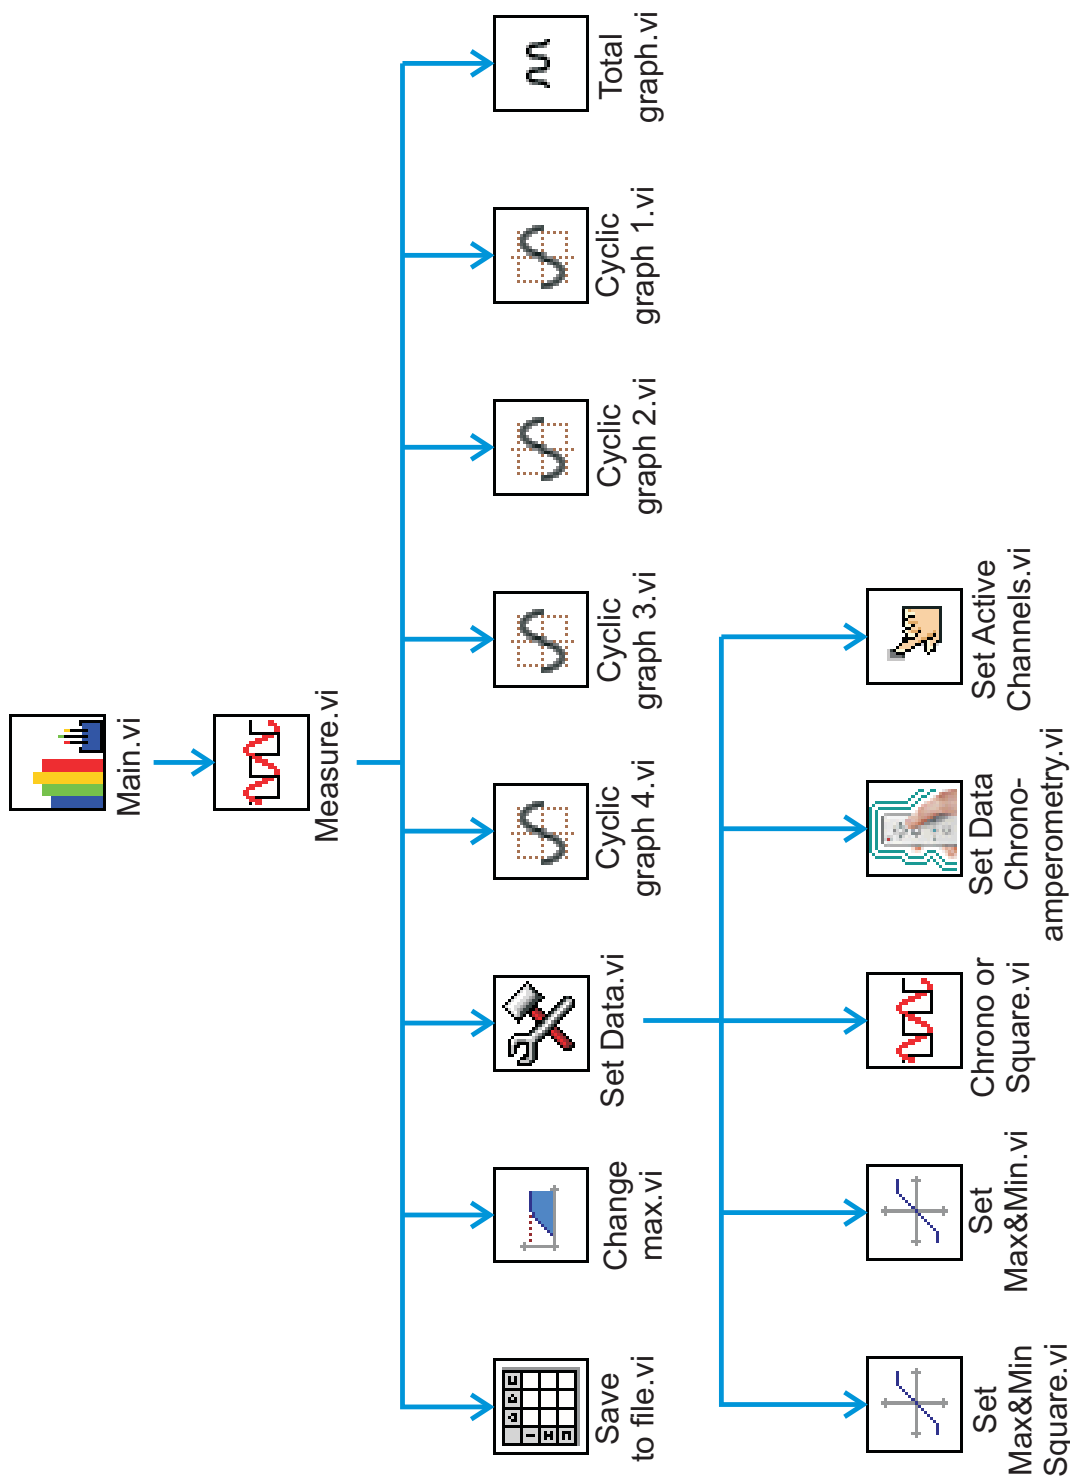 Main.vi
Measure.vi
Save
to file.vi
Change
max.vi
Set Data.vi
Cyclic
graph 4.vi
Cyclic
graph 3.vi
Cyclic
graph 2.vi
Cyclic
graph 1.vi
Total
graph.vi
Set
Max&Min
Square.vi
Set
Max&Min.vi
Chrono or
Square.vi
Set Data
Chrono-
amperometry.vi
Set Active
Channels.vi